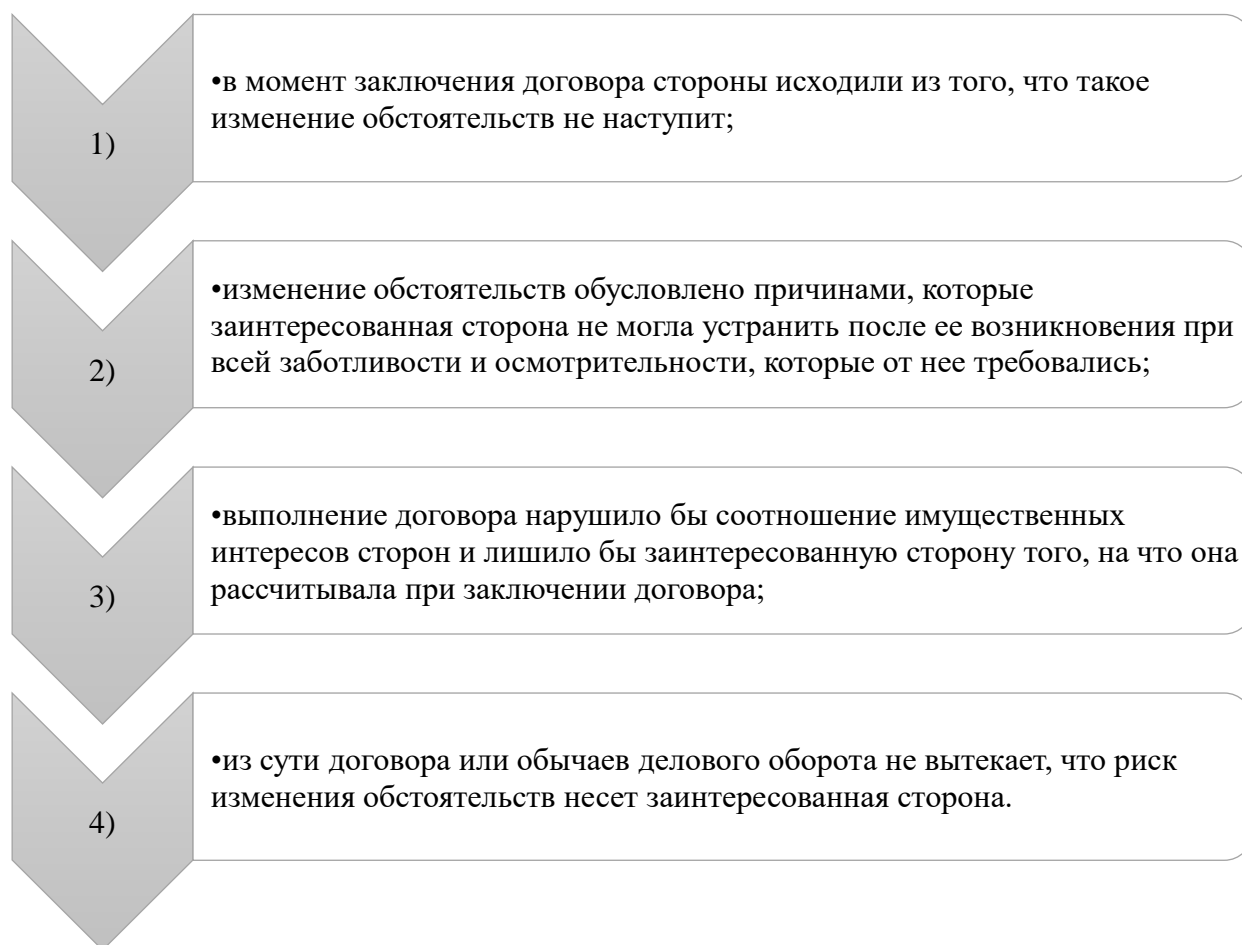 1)
•в момент заключения договора стороны исходили из того, что такое
изменение обстоятельств не наступит;
2)
•изменение обстоятельств обусловлено причинами, которые
заинтересованная сторона не могла устранить после ее возникновения при
всей заботливости и осмотрительности, которые от нее требовались;
3)
•выполнение договора нарушило бы соотношение имущественных
интересов сторон и лишило бы заинтересованную сторону того, на что она
рассчитывала при заключении договора;
4)
•из сути договора или обычаев делового оборота не вытекает, что риск
изменения обстоятельств несет заинтересованная сторона.